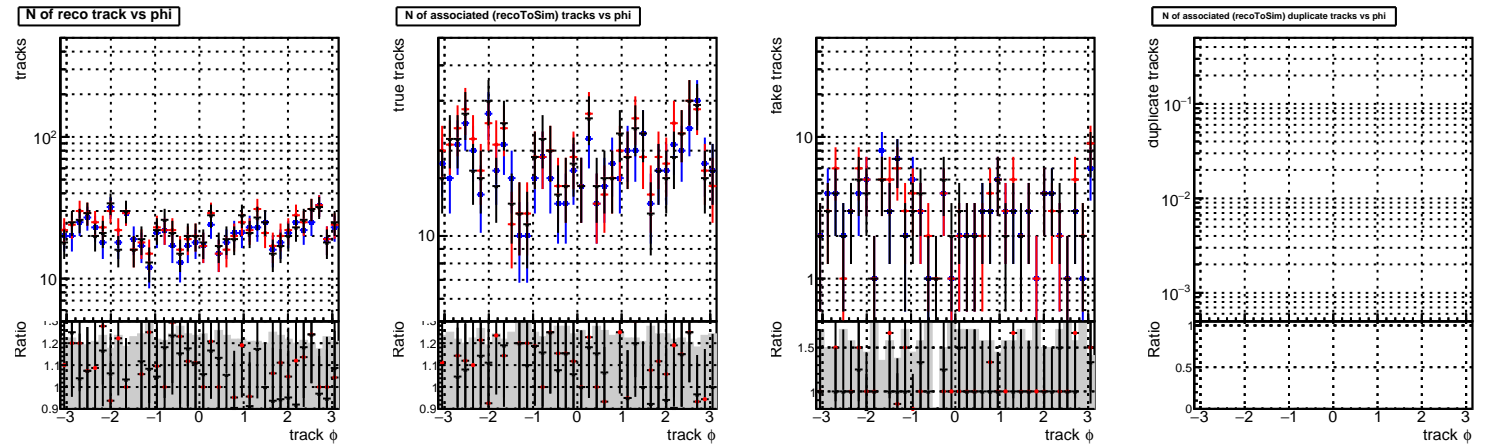 N of reco track vs phi
tracks
10²
10
Ratio
1.3
1.2
1.1
1
0.9
−3 −2 −1 0 1 2 3
track ϕ
N of associated (recoToSim) tracks vs phi
true tracks
10
Ratio
1.3
1.2
1.1
1
0.9
−3 −2 −1 0 1 2 3
track ϕ
fake tracks
10
1
Ratio
1.5
1
−3 −2 −1 0 1 2 3
track ϕ
N of associated (recoToSim) duplicate tracks vs phi
duplicate tracks
10⁻¹
10⁻²
10⁻³
Ratio
1
0.5
0
−3 −2 −1 0 1 2 3
track ϕ